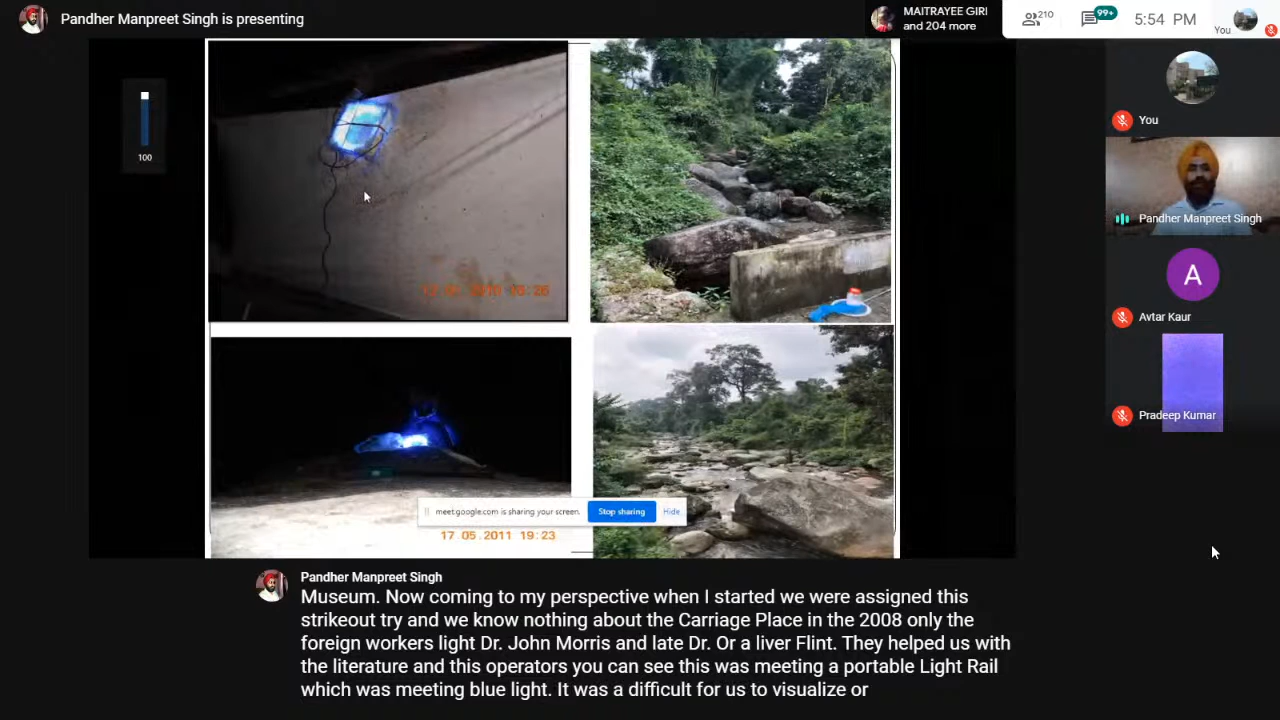 Pandher Manpreet Singh is presenting
MAITRAYEE GIRI
and 204 more
210
99+
5:54 PM
You
100
You
Pandher Manpreet Singh
A
Avtar Kaur
Pradeep Kumar
meet.google.com is sharing your screen.
Stop sharing
Hide
17 05 2011 19:23
Pandher Manpreet Singh
Museum. Now coming to my perspective when I started we were assigned this
strikeout try and we know nothing about the Carriage Place in the 2008 only the
foreign workers light Dr. John Morris and late Dr. Or a liver Flint. They helped us with
the literature and this operators you can see this was meeting a portable Light Rail
which was meeting blue light. It was a difficult for us to visualize or